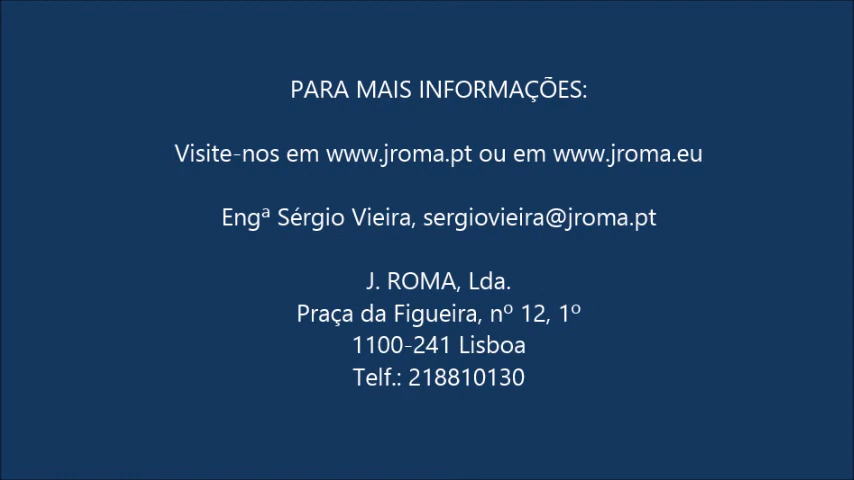 PARA MAIS INFORMAÇÕES:
Visite-nos em www.jroma.pt ou em www.jroma.eu
Engª Sérgio Vieira, sergiovieira@jroma.pt
J. ROMA, Lda.
Praça da Figueira, nº 12, 1º
1100-241 Lisboa
Telf.: 218810130